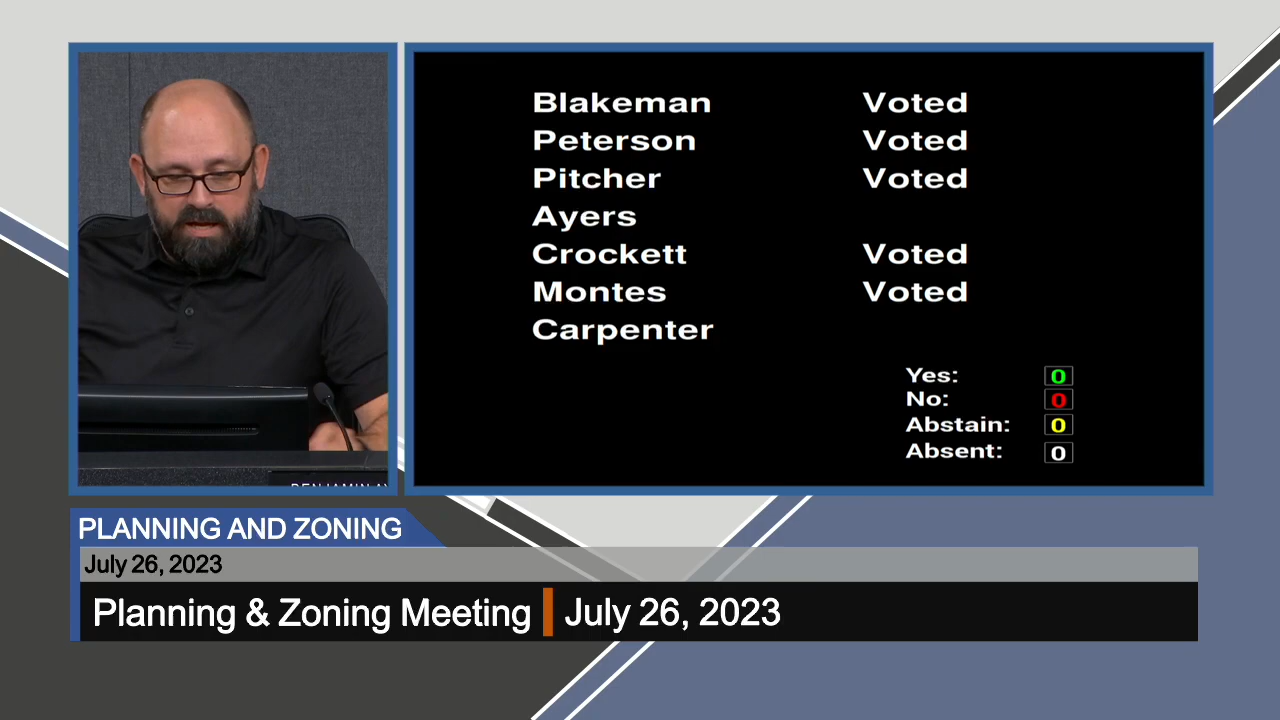 Blakeman Voted
Peterson Voted
Pitcher Voted
Ayers
Crockett Voted
Montes Voted
Carpenter
Yes: 0
No: 0
Abstain: 0
Absent: 0
BENJAMIN
PLANNING AND ZONING
July 26, 2023
Planning & Zoning Meeting July 26, 2023